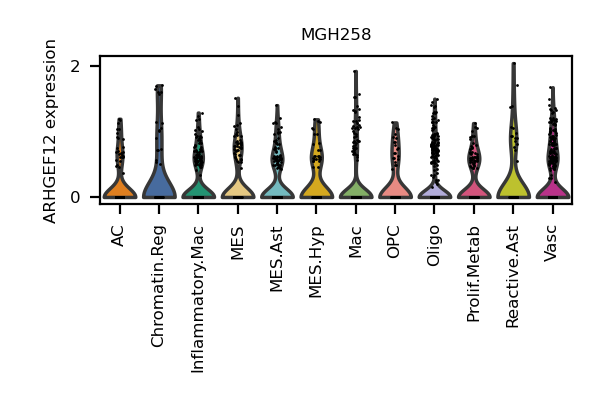 MGH258
ARHGEF12 expression
2
0
AC
Chromatin.Reg
Inflammatory.Mac
MES
MES.Ast
MES.Hyp
Mac
OPC
Oligo
Prolif.Metab
Reactive.Ast
Vasc